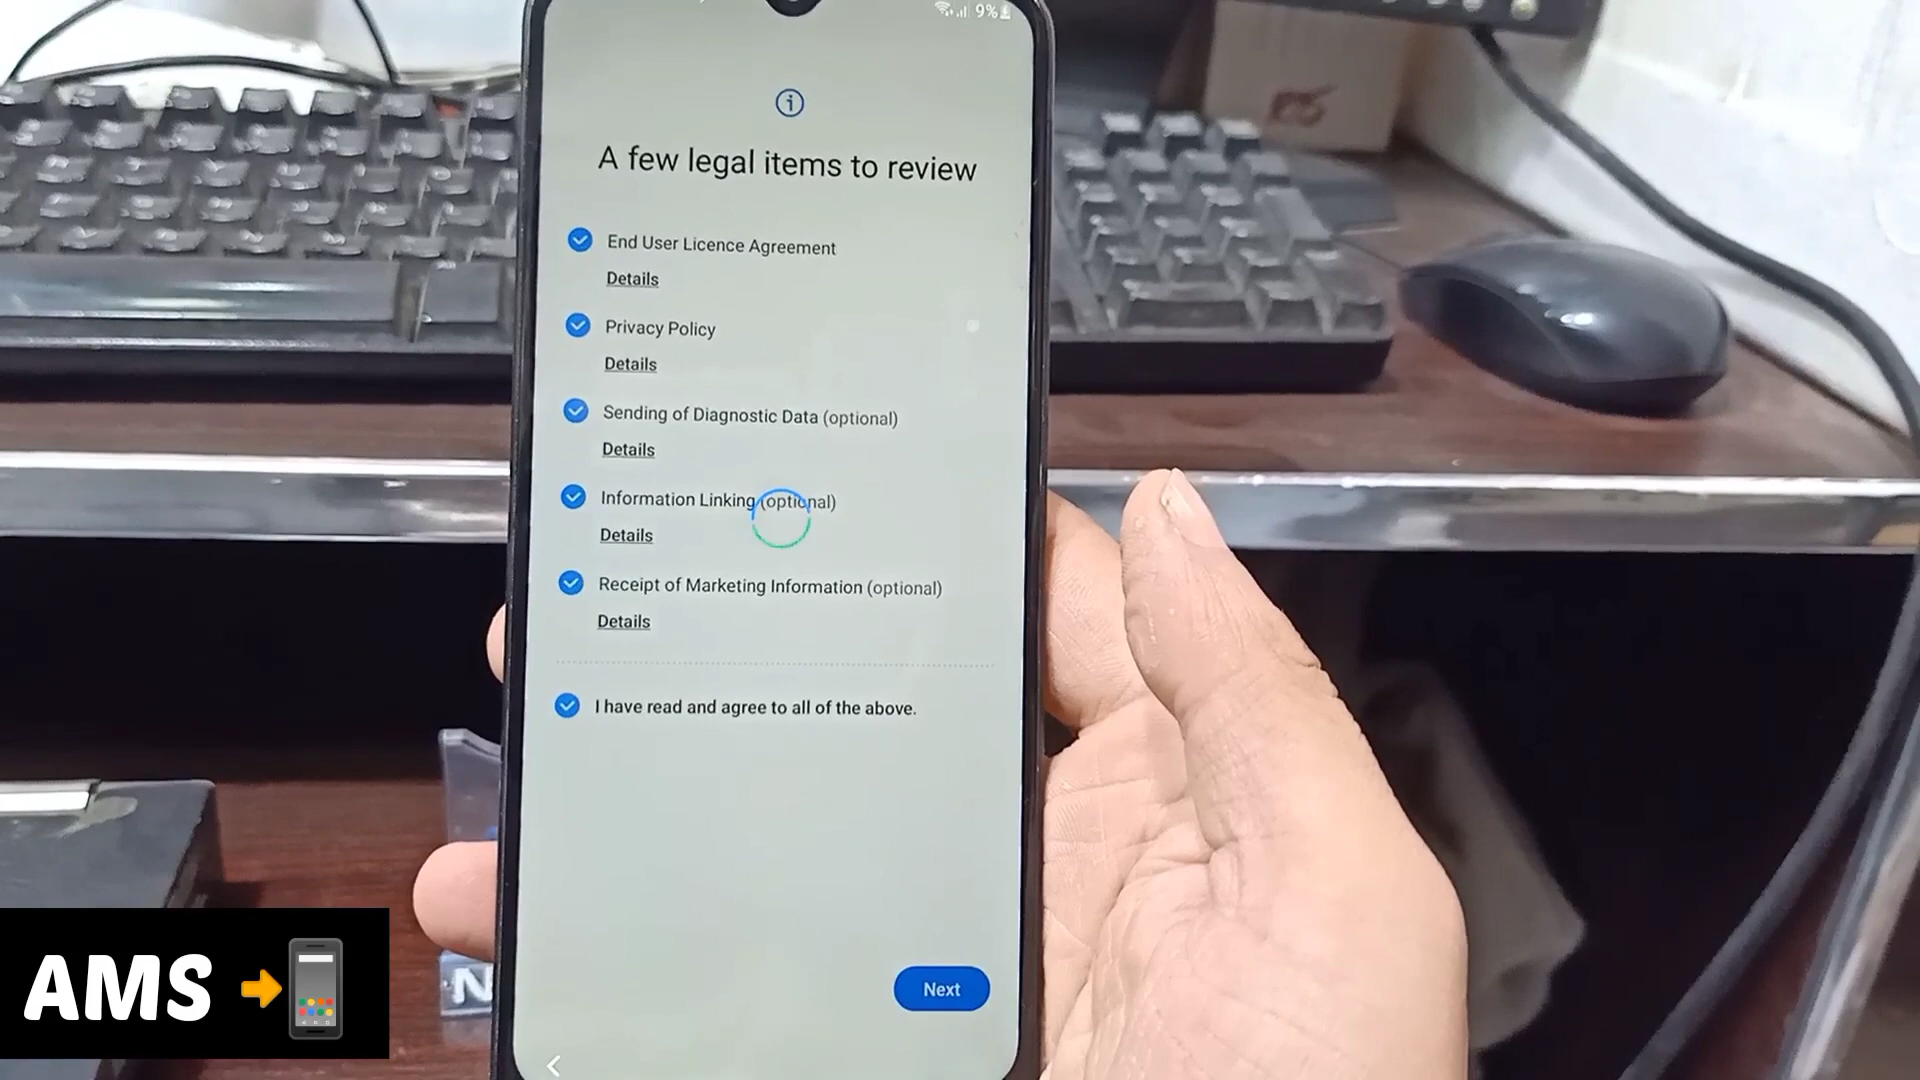 9%
A few legal items to review
End User Licence Agreement
Details
Privacy Policy
Details
Sending of Diagnostic Data (optional)
Details
Information Linking (optional)
Details
Receipt of Marketing Information (optional)
Details
I have read and agree to all of the above.
Next
AMS
N